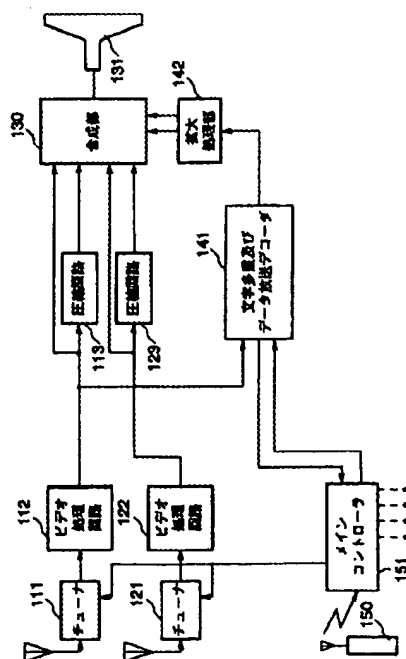 111
チューナ
112
ビデオ
処理
回路
121
チューナ
122
ビデオ
処理
回路
113
圧縮回路
129
圧縮回路
130
合成部
131
142
拡大
処理部
141
文字多重及び
データ放送デコーダ
メイン
コントローラ
151
150